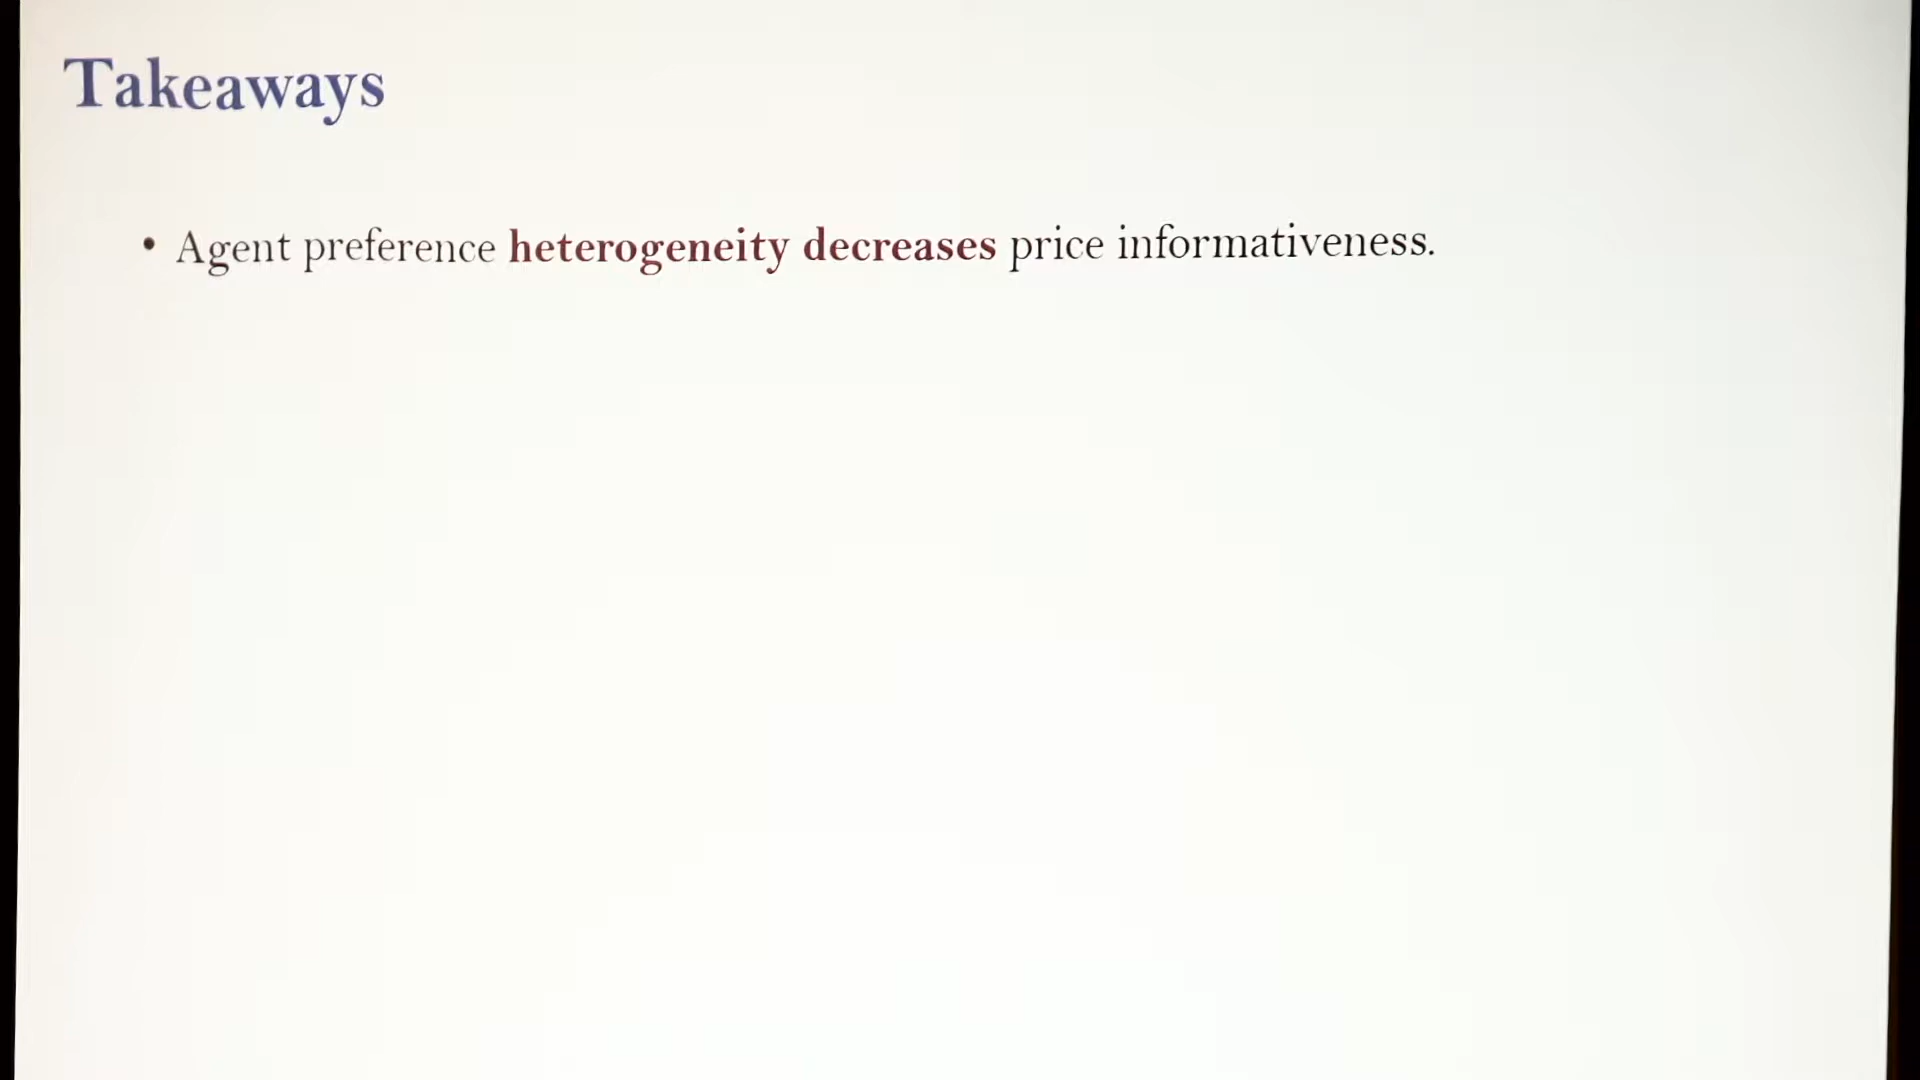 Takeaways
• Agent preference heterogeneity decreases price informativeness.